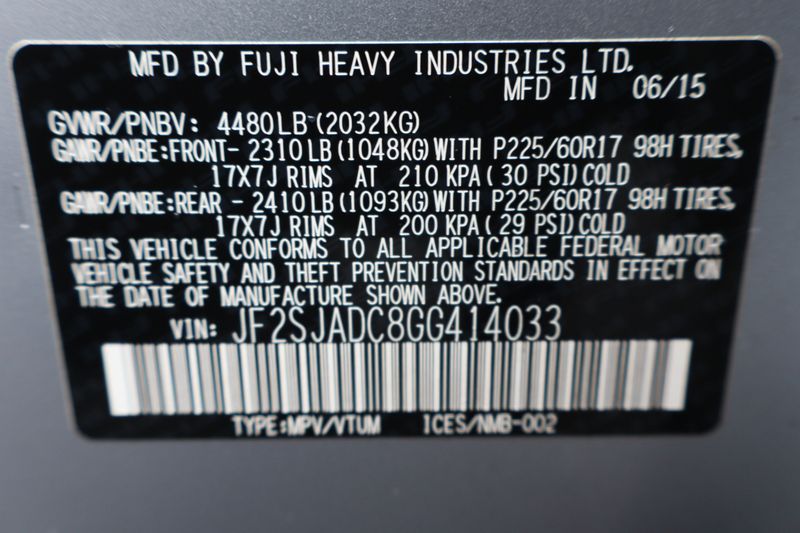 MFD BY FUJI HEAVY INDUSTRIES LTD.
MFD IN 06/15
GVWR/PNBV: 4480LB(2032KG)
GAWR/PNBE:FRONT- 2310LB(1048KG)WITH P225/60R17 98H TIRES,
17X7J RIMS AT 210 KPA( 30 PSI)COLD
GAWR/PNBE:REAR - 2410LB(1093KG)WITH P225/60R17 98H TIRES,
17X7J RIMS AT 200 KPA( 29 PSI)COLD
THIS VEHICLE CONFORMS TO ALL APPLICABLE FEDERAL MOTOR
VEHICLE SAFETY AND THEFT PREVENTION STANDARDS IN EFFECT ON
THE DATE OF MANUFACTURE SHOWN ABOVE.
VIN: JF2SJADC8GG414033
TYPE:MPV/VTUM ICES/NMB-002